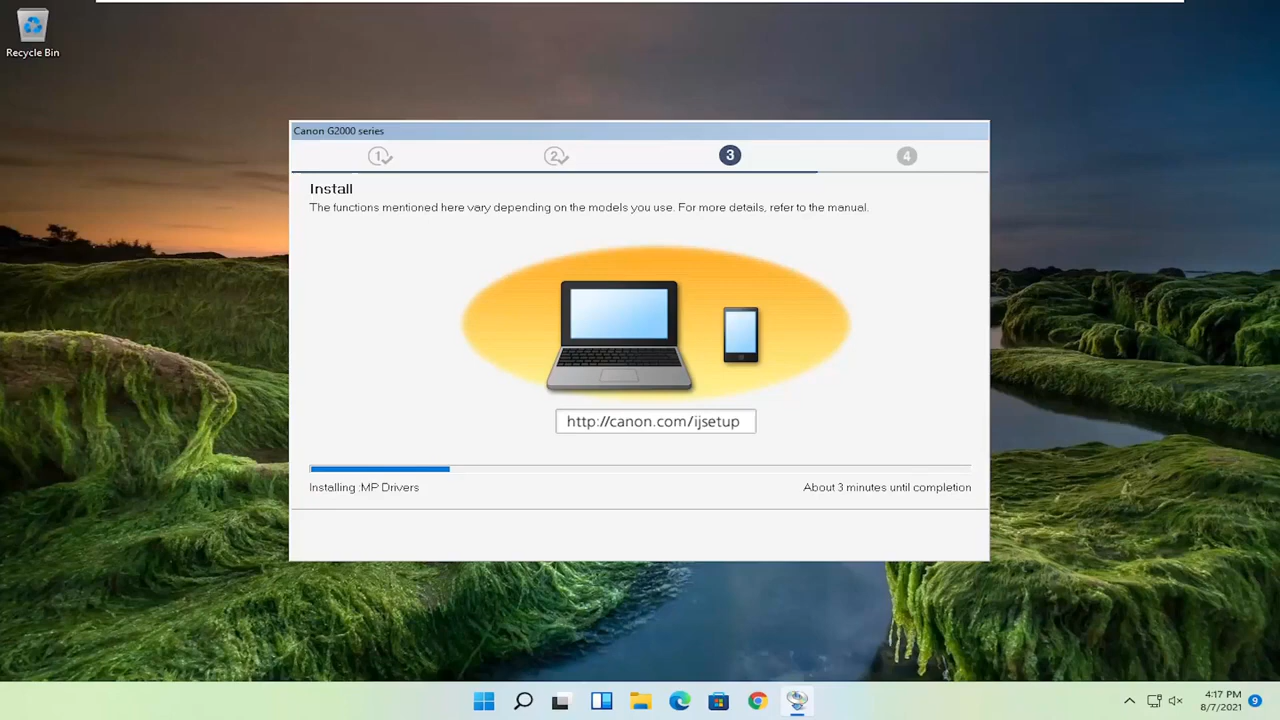 Recycle Bin
Canon G2000 series
1
2
3
4
Install
The functions mentioned here vary depending on the models you use. For more details, refer to the manual.
http://canon.com/ijsetup
Installing :MP Drivers
About 3 minutes until completion
4:17 PM
8/7/2021
9